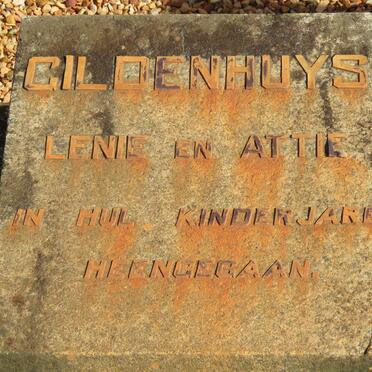 GILDENHUYS
LENIE EN ATTIE
IN HUL KINDERJARE
HEENGEGAAN.